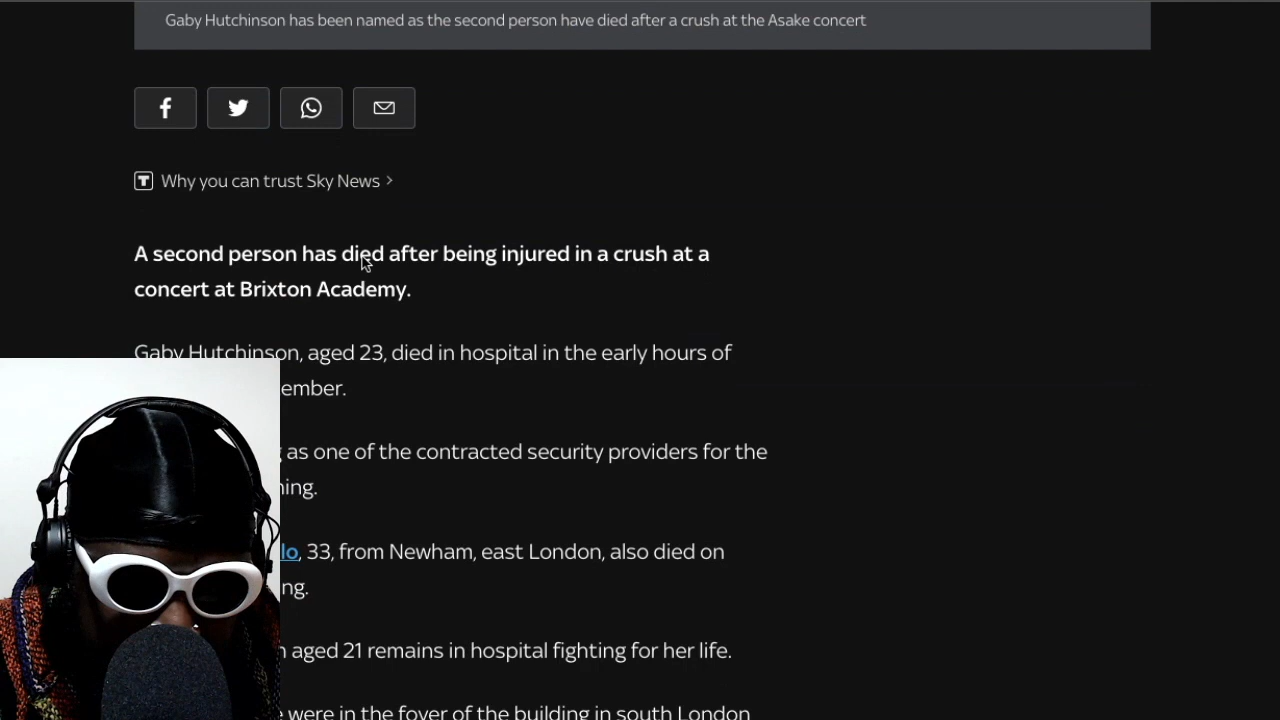 Gaby Hutchinson has been named as the second person have died after a crush at the Asake concert
Why you can trust Sky News >
A second person has died after being injured in a crush at a
concert at Brixton Academy.
Gaby Hutchinson, aged 23, died in hospital in the early hours of
ember.
as one of the contracted security providers for the
ning.
lo, 33, from Newham, east London, also died on
ng.
aged 21 remains in hospital fighting for her life.
were in the foyer of the building in south London